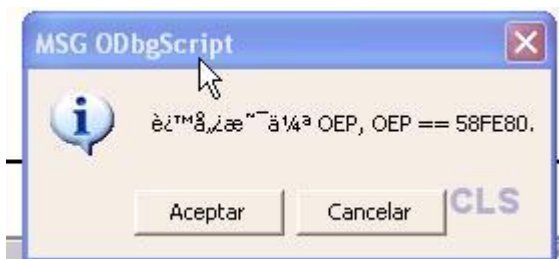 MSG ODbgScript
è¿™å„¿æ˜¯ä¼ª OEP, OEP == 58FE80.
Aceptar
Cancelar
CLS